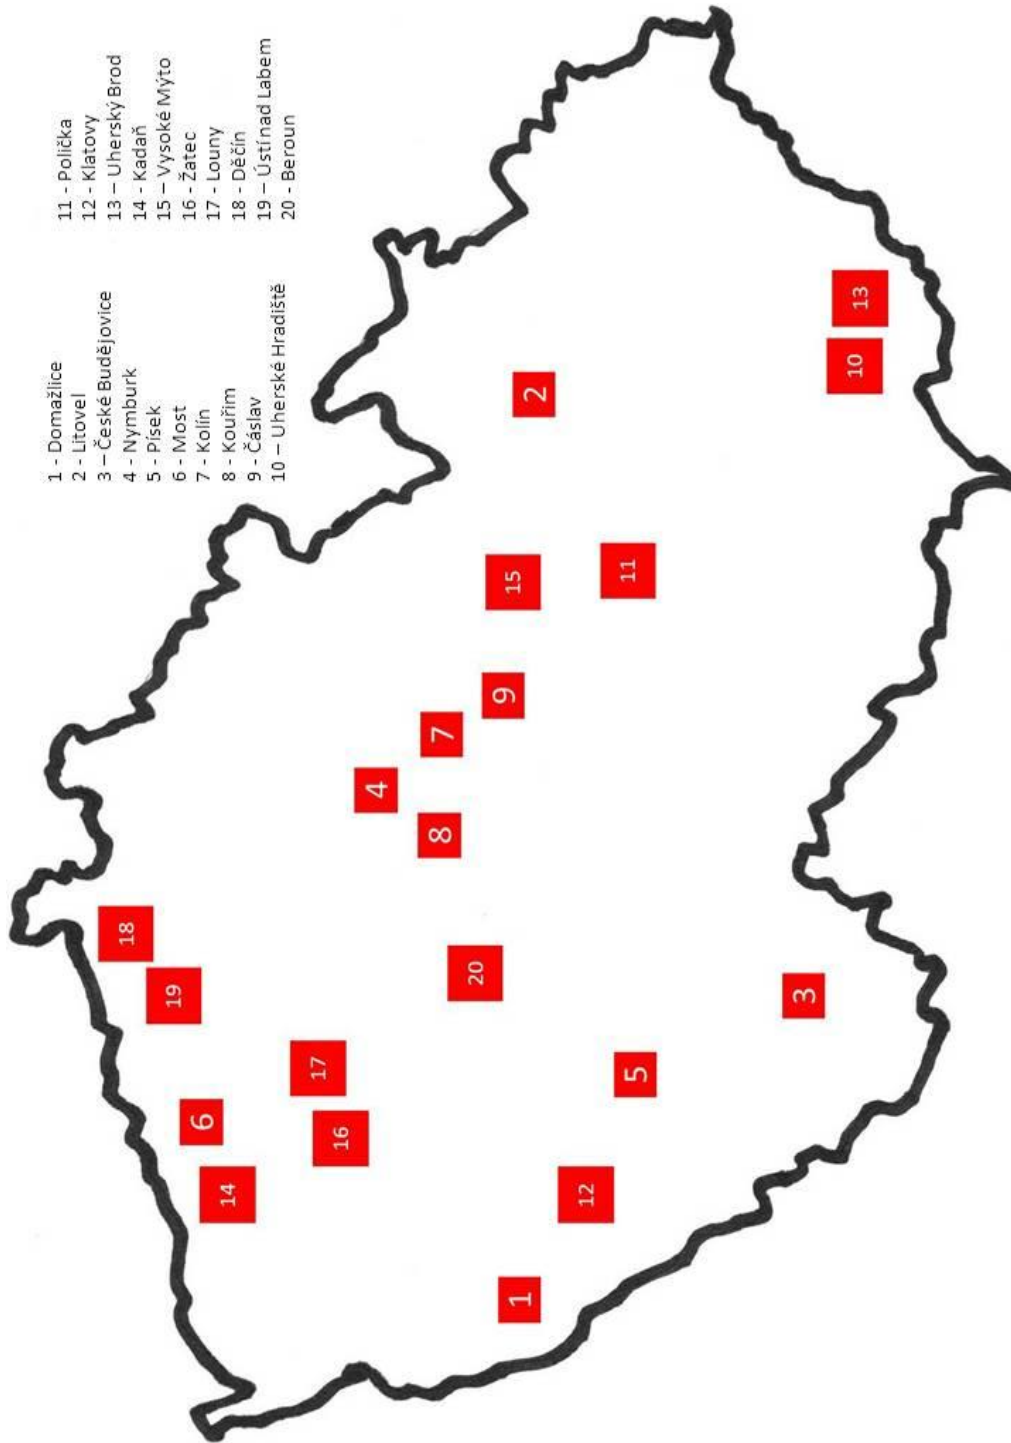 1 - Domažlice
2 - Litovel
3 – České Budějovice
4 - Nymburk
5 - Písek
6 - Most
7 - Kolín
8 - Kouřim
9 - Čáslav
10 – Uherské Hradiště
11 - Polička
12 - Klatovy
13 – Uherský Brod
14 - Kadaň
15 – Vysoké Mýto
16 - Žatec
17 - Louny
18 - Děčín
19 – Ústí nad Labem
20 - Beroun
18
19
6
14
17
16
4
8
7
20
9
15
2
1
12
5
11
3
10
13